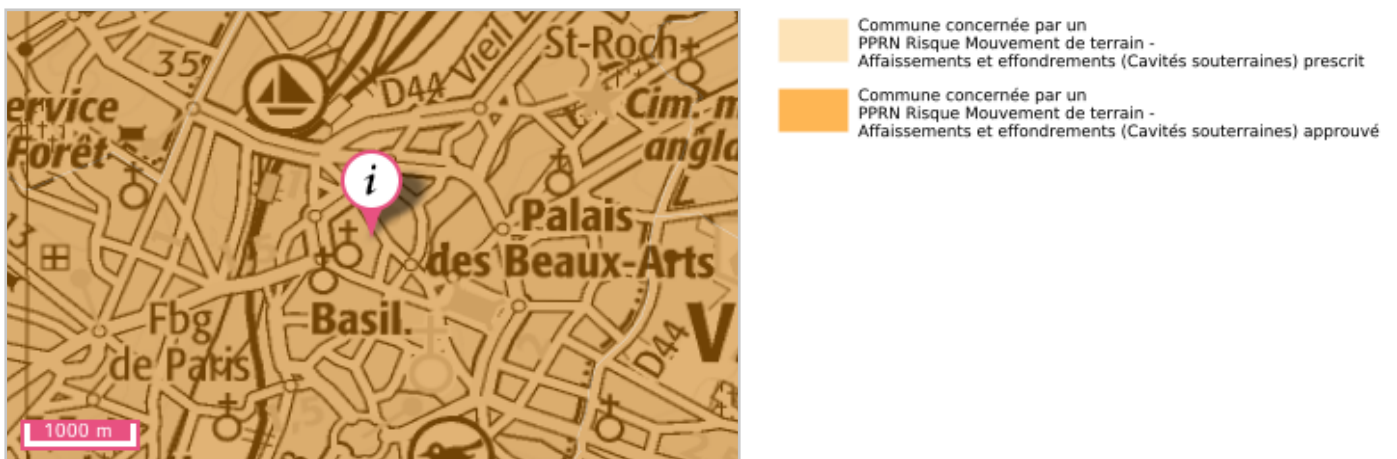 St-Roch
35
D44 Vieil
ervice
Cim. m
Forêt
angla
i
13
Palais
des Beaux-Arts
Fbg
Basil.
V
de Paris
D44
1000 m
Commune concernée par un
PPRN Risque Mouvement de terrain -
Affaissements et effondrements (Cavités souterraines) prescrit
Commune concernée par un
PPRN Risque Mouvement de terrain -
Affaissements et effondrements (Cavités souterraines) approuvé